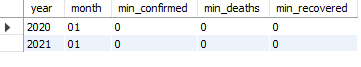 year month min_confirmed min_deaths min_recovered
2020 01 0 0 0
2021 01 0 0 0